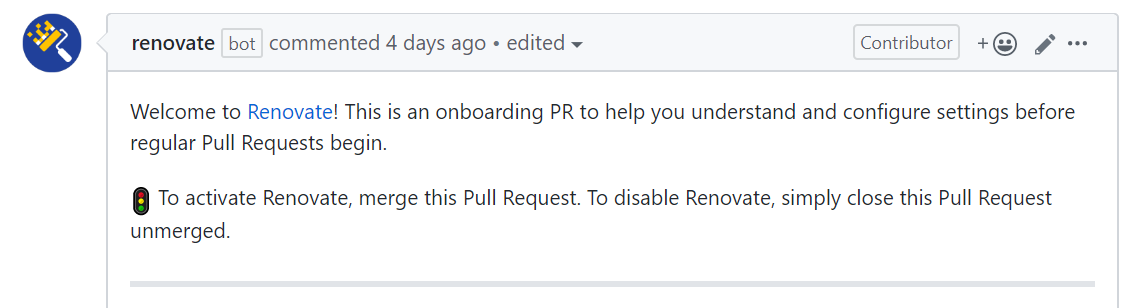 renovate bot commented 4 days ago • edited Contributor +
Welcome to Renovate! This is an onboarding PR to help you understand and configure settings before
regular Pull Requests begin.
To activate Renovate, merge this Pull Request. To disable Renovate, simply close this Pull Request
unmerged.